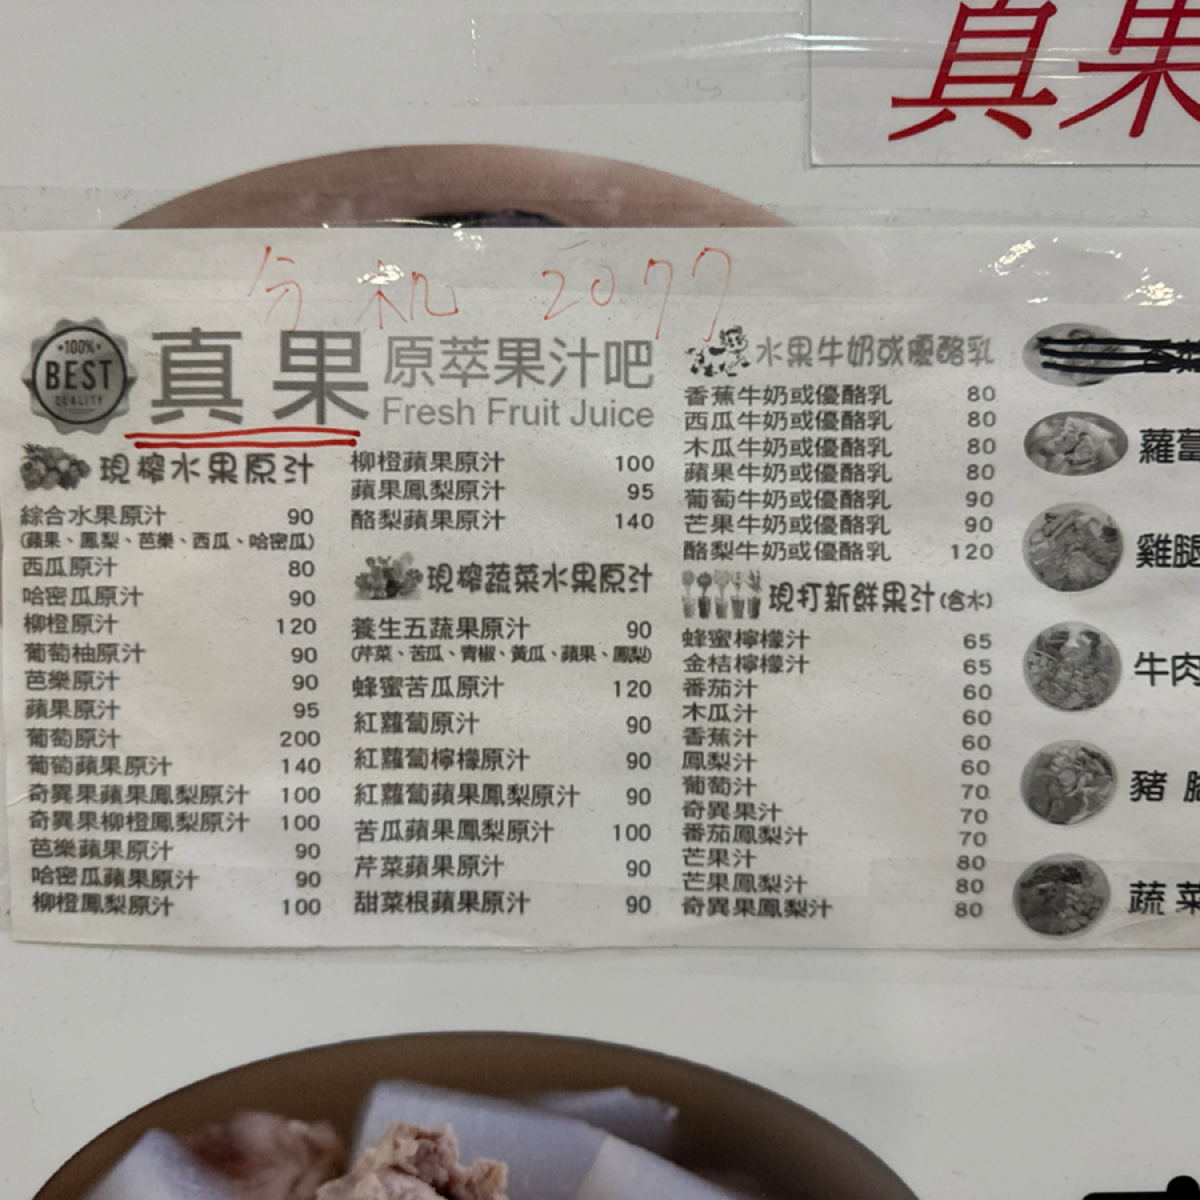 真果
分机 2077
100%
BEST
QUALITY
真果 原萃果汁吧
Fresh Fruit Juice
現榨水果原汁
綜合水果原汁 90
(蘋果、鳳梨、芭樂、西瓜、哈密瓜)
西瓜原汁 80
哈密瓜原汁 90
柳橙原汁 120
葡萄柚原汁 90
芭樂原汁 90
蘋果原汁 95
葡萄原汁 200
葡萄蘋果原汁 140
奇異果蘋果鳳梨原汁 100
奇異果柳橙鳳梨原汁 100
芭樂蘋果原汁 90
哈密瓜蘋果原汁 90
柳橙鳳梨原汁 100
柳橙蘋果原汁 100
蘋果鳳梨原汁 95
酪梨蘋果原汁 140
現榨蔬菜水果原汁
養生五蔬果原汁 90
(芹菜、苦瓜、青椒、黃瓜、蘋果、鳳梨)
蜂蜜苦瓜原汁 120
紅蘿蔔原汁 90
紅蘿蔔檸檬原汁 90
紅蘿蔔蘋果鳳梨原汁 90
苦瓜蘋果鳳梨原汁 100
芹菜蘋果原汁 90
甜菜根蘋果原汁 90
水果牛奶或優酪乳
香蕉牛奶或優酪乳 80
西瓜牛奶或優酪乳 80
木瓜牛奶或優酪乳 80
蘋果牛奶或優酪乳 80
葡萄牛奶或優酪乳 90
芒果牛奶或優酪乳 90
酪梨牛奶或優酪乳 120
現打新鮮果汁(含水)
蜂蜜檸檬汁 65
金桔檸檬汁 65
番茄汁 60
木瓜汁 60
香蕉汁 60
鳳梨汁 60
葡萄汁 70
奇異果汁 70
番茄鳳梨汁 70
芒果汁 80
芒果鳳梨汁 80
奇異果鳳梨汁 80
蘿蔔
雞腿
牛肉
豬腳
蔬菜